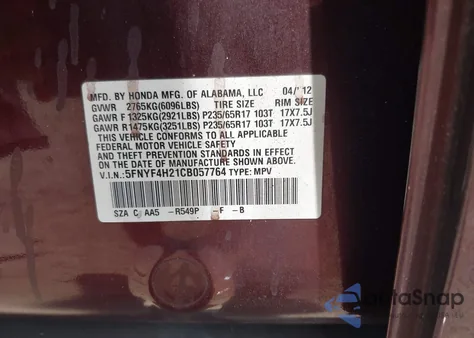 MFD. BY HONDA MFG. OF ALABAMA, LLC 04/'12
GVWR 2765KG(6096LBS) TIRE SIZE RIM SIZE
GAWR F 1325KG(2921LBS) P235/65R17 103T 17X7.5J
GAWR R 1475KG(3251LBS) P235/65R17 103T 17X7.5J
THIS VEHICLE CONFORMS TO ALL APPLICABLE
FEDERAL MOTOR VEHICLE SAFETY BUMPER
AND THEFT PREVENTION STANDARDS IN EFFECT
ON THE DATE OF MANUFACTURE SHOWN ABOVE.
V.I.N.: 5FNYF4H21CB057764 TYPE: MPV
SZA C AA5 -R549P -F -B